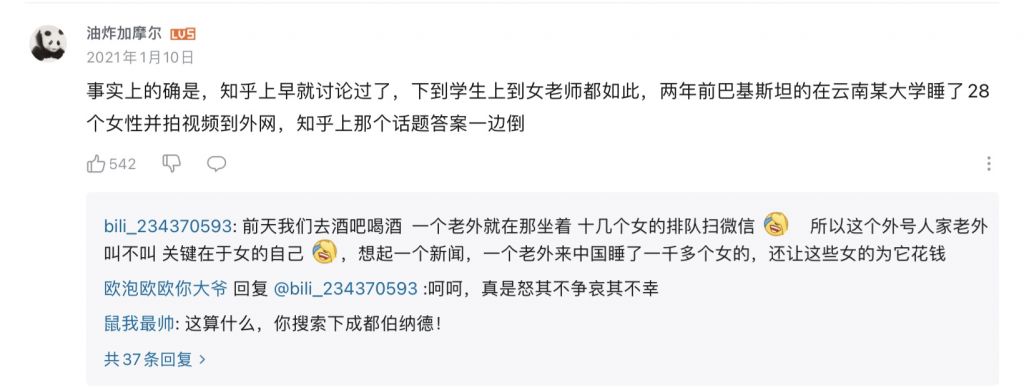 油炸加摩尔 LV5
2021年1月10日
事实上的确是，知乎上早就讨论过了，下到学生上到女老师都如此，两年前巴基斯坦的在云南某大学睡了28
个女性并拍视频到外网，知乎上那个话题答案一边倒
542
bili_234370593: 前天我们去酒吧喝酒 一个老外就在那坐着 十几个女的排队扫微信 所以这个外号人家老外
叫不叫 关键在于女的自己 ，想起一个新闻，一个老外来中国睡了一千多个女的，还让这些女的为它花钱
欧泡欧欧你大爷 回复 @bili_234370593 :呵呵，真是怒其不争哀其不幸
鼠我最帅: 这算什么，你搜索下成都伯纳德！
共37条回复 >